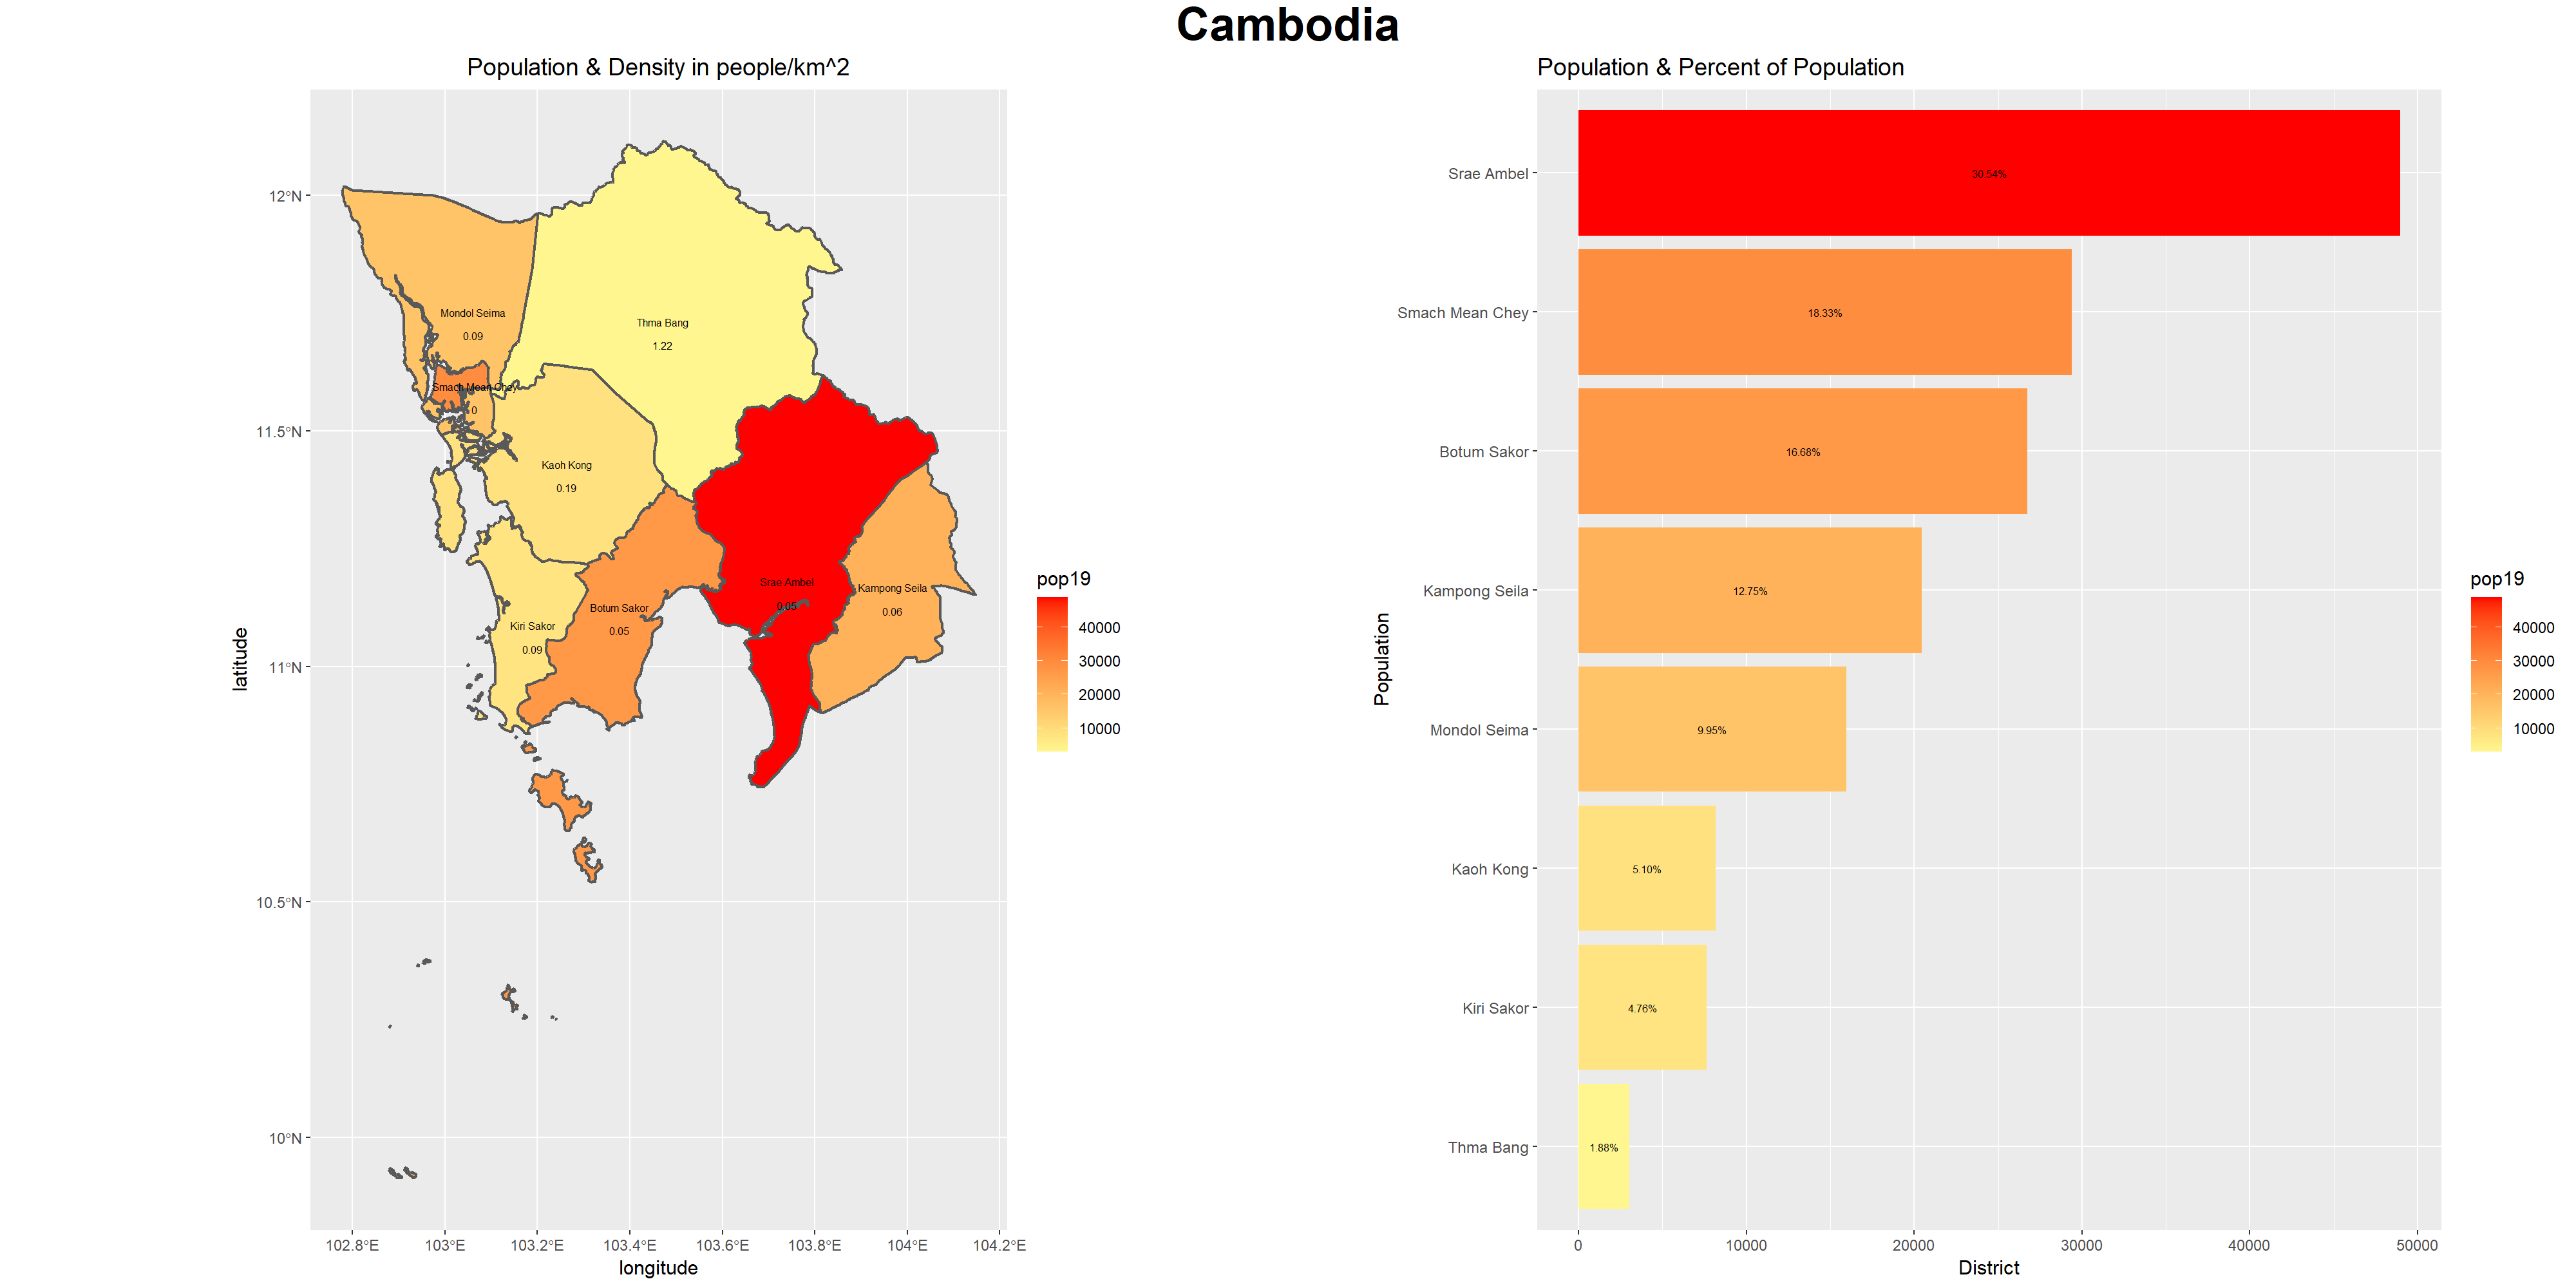 Cambodia
Population & Density in people/km^2
12°N
11.5°N
11°N
10.5°N
10°N
latitude
102.8°E
103°E
103.2°E
103.4°E
103.6°E
103.8°E
104°E
104.2°E
longitude
Mondol Seima
0.09
Thma Bang
1.22
Smach Mean Chey
0
Kaoh Kong
0.19
Srae Ambel
0.05
Kampong Seila
0.06
Botum Sakor
0.05
Kiri Sakor
0.09
pop19
40000
30000
20000
10000
Population & Percent of Population
Population
Srae Ambel
30.54%
Smach Mean Chey
18.33%
Botum Sakor
16.68%
Kampong Seila
12.75%
Mondol Seima
9.95%
Kaoh Kong
5.10%
Kiri Sakor
4.76%
Thma Bang
1.88%
0
10000
20000
30000
40000
50000
District
pop19
40000
30000
20000
10000